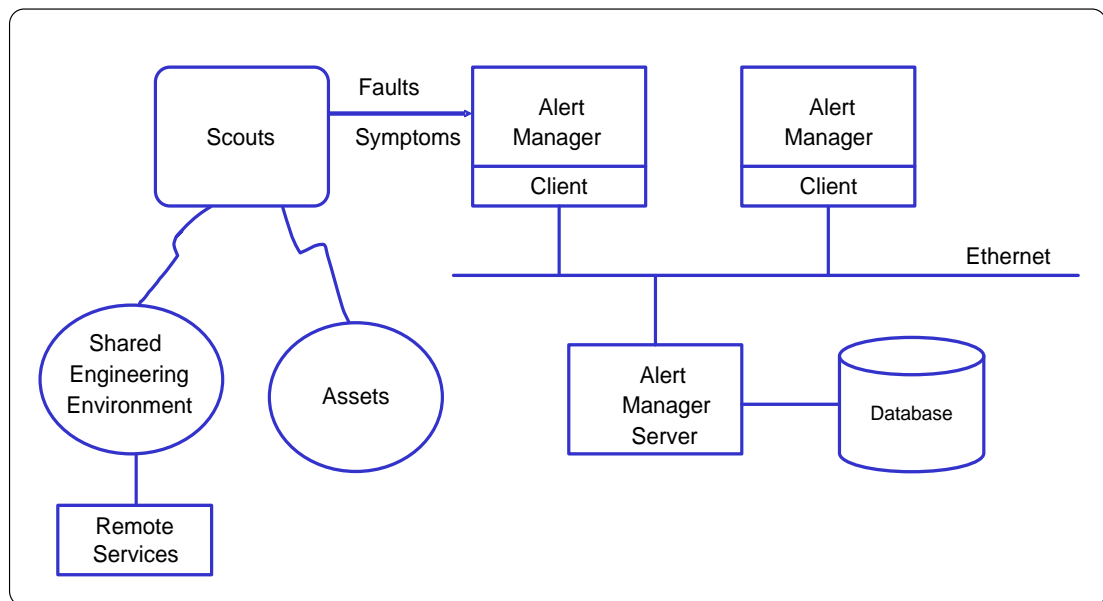 Scouts
Faults
Symptoms
Alert
Manager
Client
Alert
Manager
Client
Ethernet
Shared
Engineering
Environment
Assets
Alert
Manager
Server
Database
Remote
Services